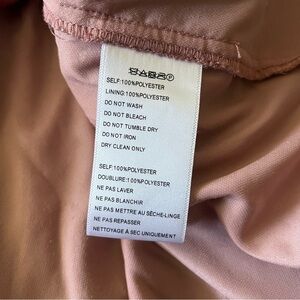 SELF:100%POLYESTER
LINING:100%POLYESTER
DO NOT WASH
DO NOT BLEACH
DO NOT TUMBLE DRY
DO NOT IRON
DRY CLEAN ONLY
SELF:100%POLYESTER
DOUBLURE:100%POLYESTER
NE PAS LAVER
NE PAS BLANCHIR
NE PAS METTRE AU SÈCHE-LINGE
NE PAS REPASSER
NETTOYAGE À SEC UNIQUEMENT